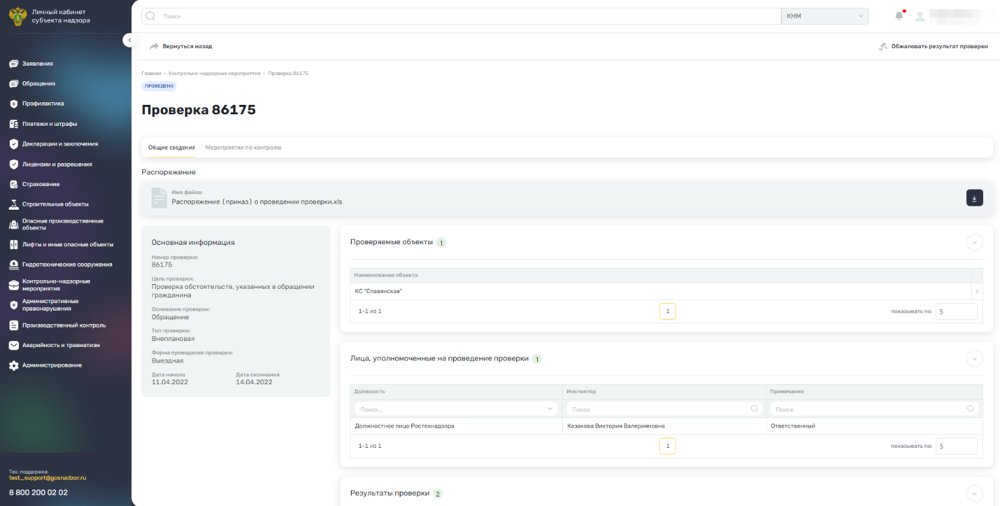 Личный кабинет
субъекта надзора
Заявления
Обращения
Профилактика
Платежи и штрафы
Декларации и заключения
Лицензии и разрешения
Страхование
Строительные объекты
Опасные производственные
объекты
Лифты и иные опасные объекты
Гидротехнические сооружения
Контрольно-надзорные
мероприятия
Административные
правонарушения
Производственный контроль
Аварийность и травматизм
Администрирование
Тех. поддержка:
test_support@gosnadzor.ru
8 800 200 02 02
Поиск
КНМ
Вернуться назад
Обжаловать результат проверки
Главная • Контрольно-надзорные мероприятия • Проверка 86175
ПРОВЕДЕНО
Проверка 86175
Общие сведения Мероприятия по контролю
Распоряжение
Имя файла:
Распоряжение (приказ) о проведении проверки.xls
Основная информация
Номер проверки:
86175
Цель проверки:
Проверка обстоятельств, указанных в обращении
гражданина
Основание проверки:
Обращение
Тип проверки:
Внеплановая
Форма проведения проверки:
Выездная
Дата начала Дата окончания
11.04.2022 14.04.2022
Проверяемые объекты 1
Наименование объекта
КС "Славянская"
1-1 из 1 1 показывать по: 5
Лица, уполномоченные на проведение проверки 1
Должность Инспектор Примечания
Поиск... Поиск Поиск
Должностное лицо Ростехнадзора Казакова Виктория Валерияновна Ответственный
1-1 из 1 1 показывать по: 5
Результаты проверки 2